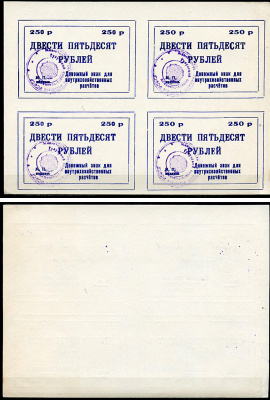 250 р 250 р
ДВЕСТИ ПЯТЬДЕСЯТ
РУБЛЕЙ
М. П.
Денежный знак для
внутрихозяйственных
расчётов
250 р 250 р
ДВЕСТИ ПЯТЬДЕСЯТ
РУБЛЕЙ
М. П.
Денежный знак для
внутрихозяйственных
расчётов
250 р 250 р
ДВЕСТИ ПЯТЬДЕСЯТ
РУБЛЕЙ
М. П.
Денежный знак для
внутрихозяйственных
расчётов
250 р 250 р
ДВЕСТИ ПЯТЬДЕСЯТ
РУБЛЕЙ
М. П.
Денежный знак для
внутрихозяйственных
расчётов